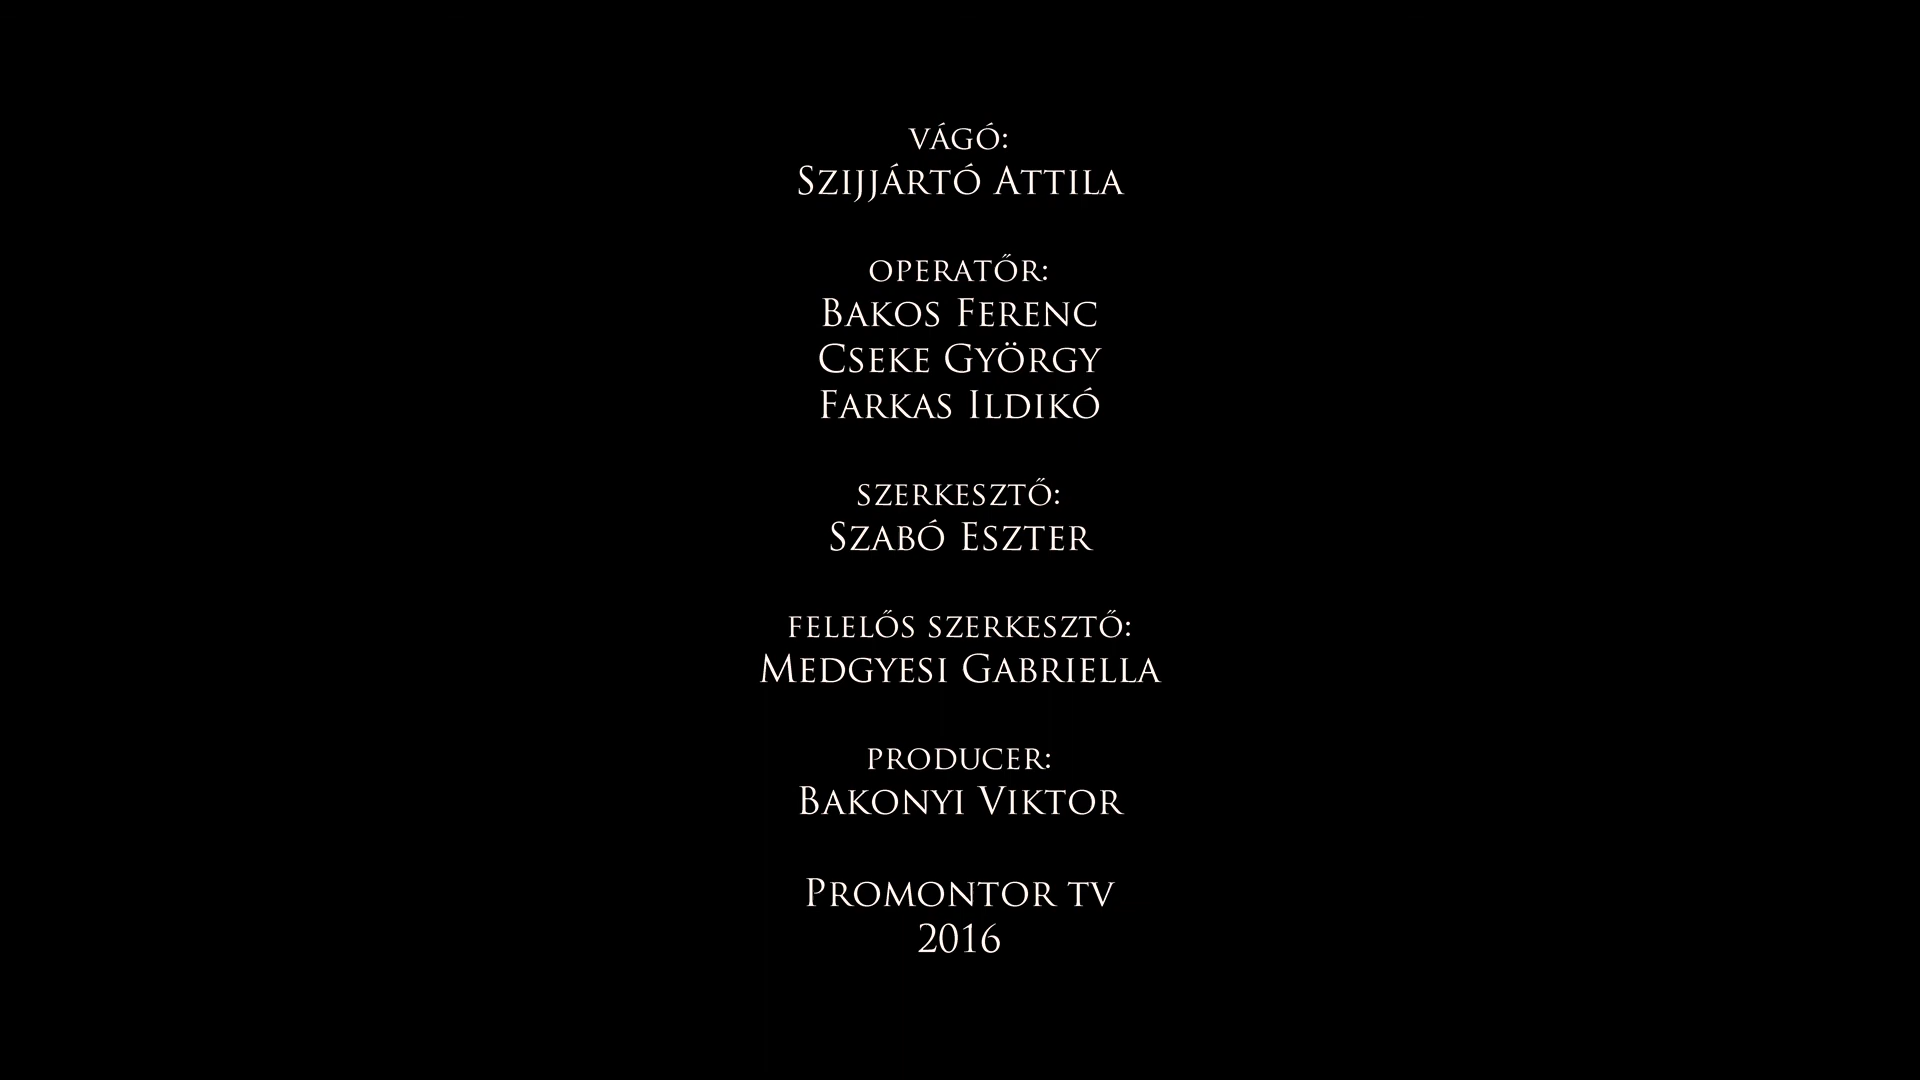 vágó:
Szijjártó Attila
operatőr:
Bakos Ferenc
Cseke György
Farkas Ildikó
szerkesztő:
Szabó Eszter
felelős szerkesztő:
Medgyesi Gabriella
producer:
Bakonyi Viktor
Promontor tv
2016